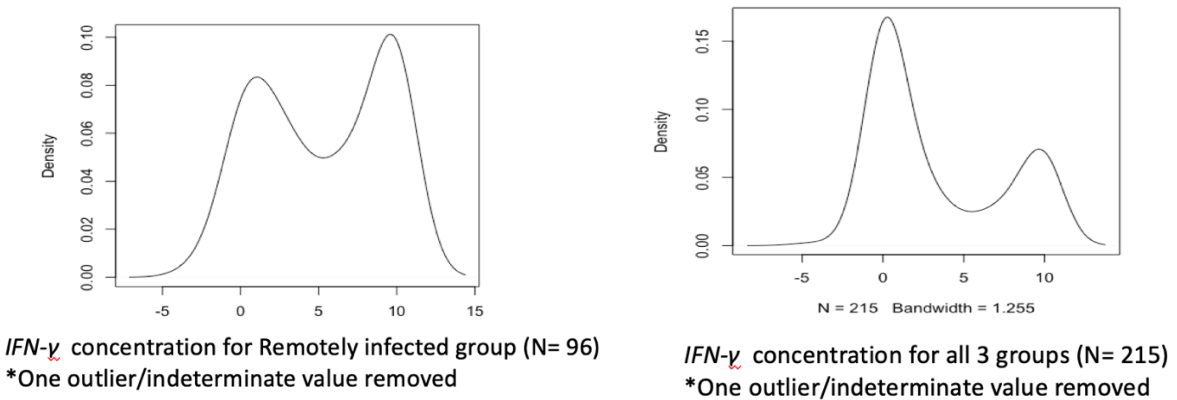 Density
0.00 0.02 0.04 0.06 0.08 0.10
-5 0 5 10 15
IFN-γ concentration for Remotely infected group (N= 96)
*One outlier/indeterminate value removed
Density
0.00 0.05 0.10 0.15
-5 0 5 10
N = 215 Bandwidth = 1.255
IFN-γ concentration for all 3 groups (N= 215)
*One outlier/indeterminate value removed